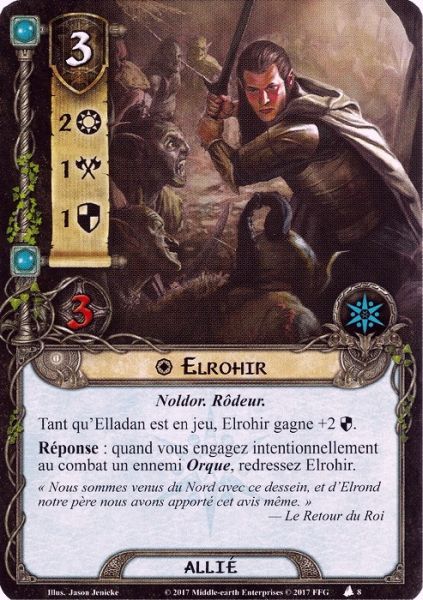 3
2
1
1
3
Elrohir
Noldor. Rôdeur.
Tant qu'Elladan est en jeu, Elrohir gagne +2 .
Réponse : quand vous engagez intentionnellement
au combat un ennemi Orque, redressez Elrohir.
« Nous sommes venus du Nord avec ce dessein, et d'Elrond
notre père nous avons apporté cet avis même. »
— Le Retour du Roi
ALLIÉ
Illus. Jason Jenicke © 2017 Middle-earth Enterprises © 2017 FFG 8